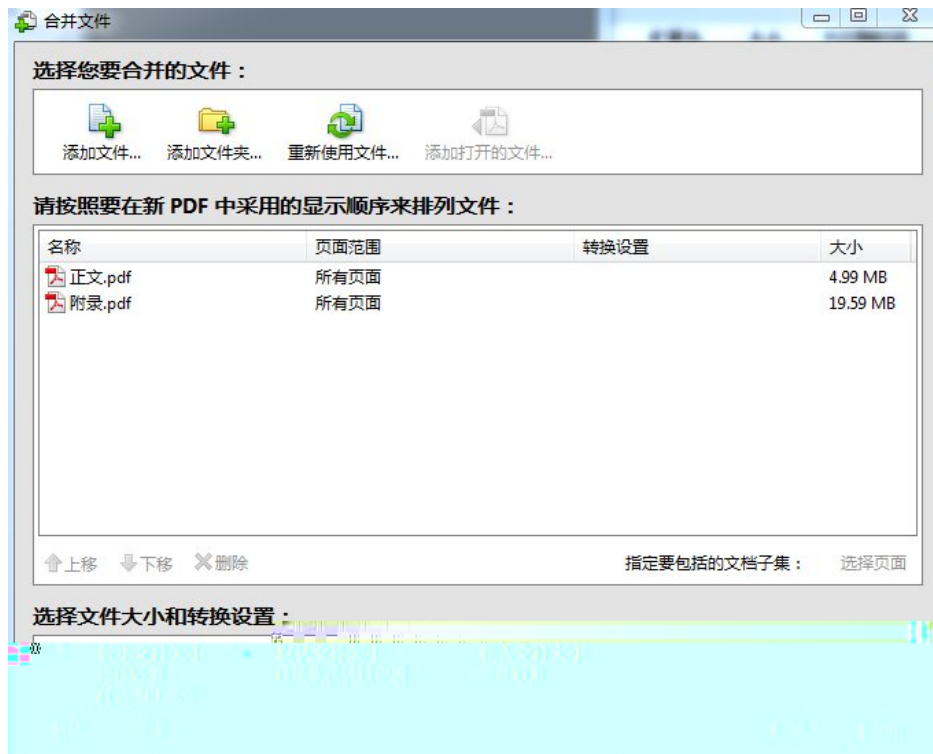 合并文件
选择您要合并的文件：
添加文件... 添加文件夹... 重新使用文件... 添加打开的文件...
请按照要在新 PDF 中采用的显示顺序来排列文件：
名称 页面范围 转换设置 大小
正文.pdf 所有页面 4.99 MB
附录.pdf 所有页面 19.59 MB
上移 下移 删除 指定要包括的文档子集： 选择页面
选择文件大小和转换设置：